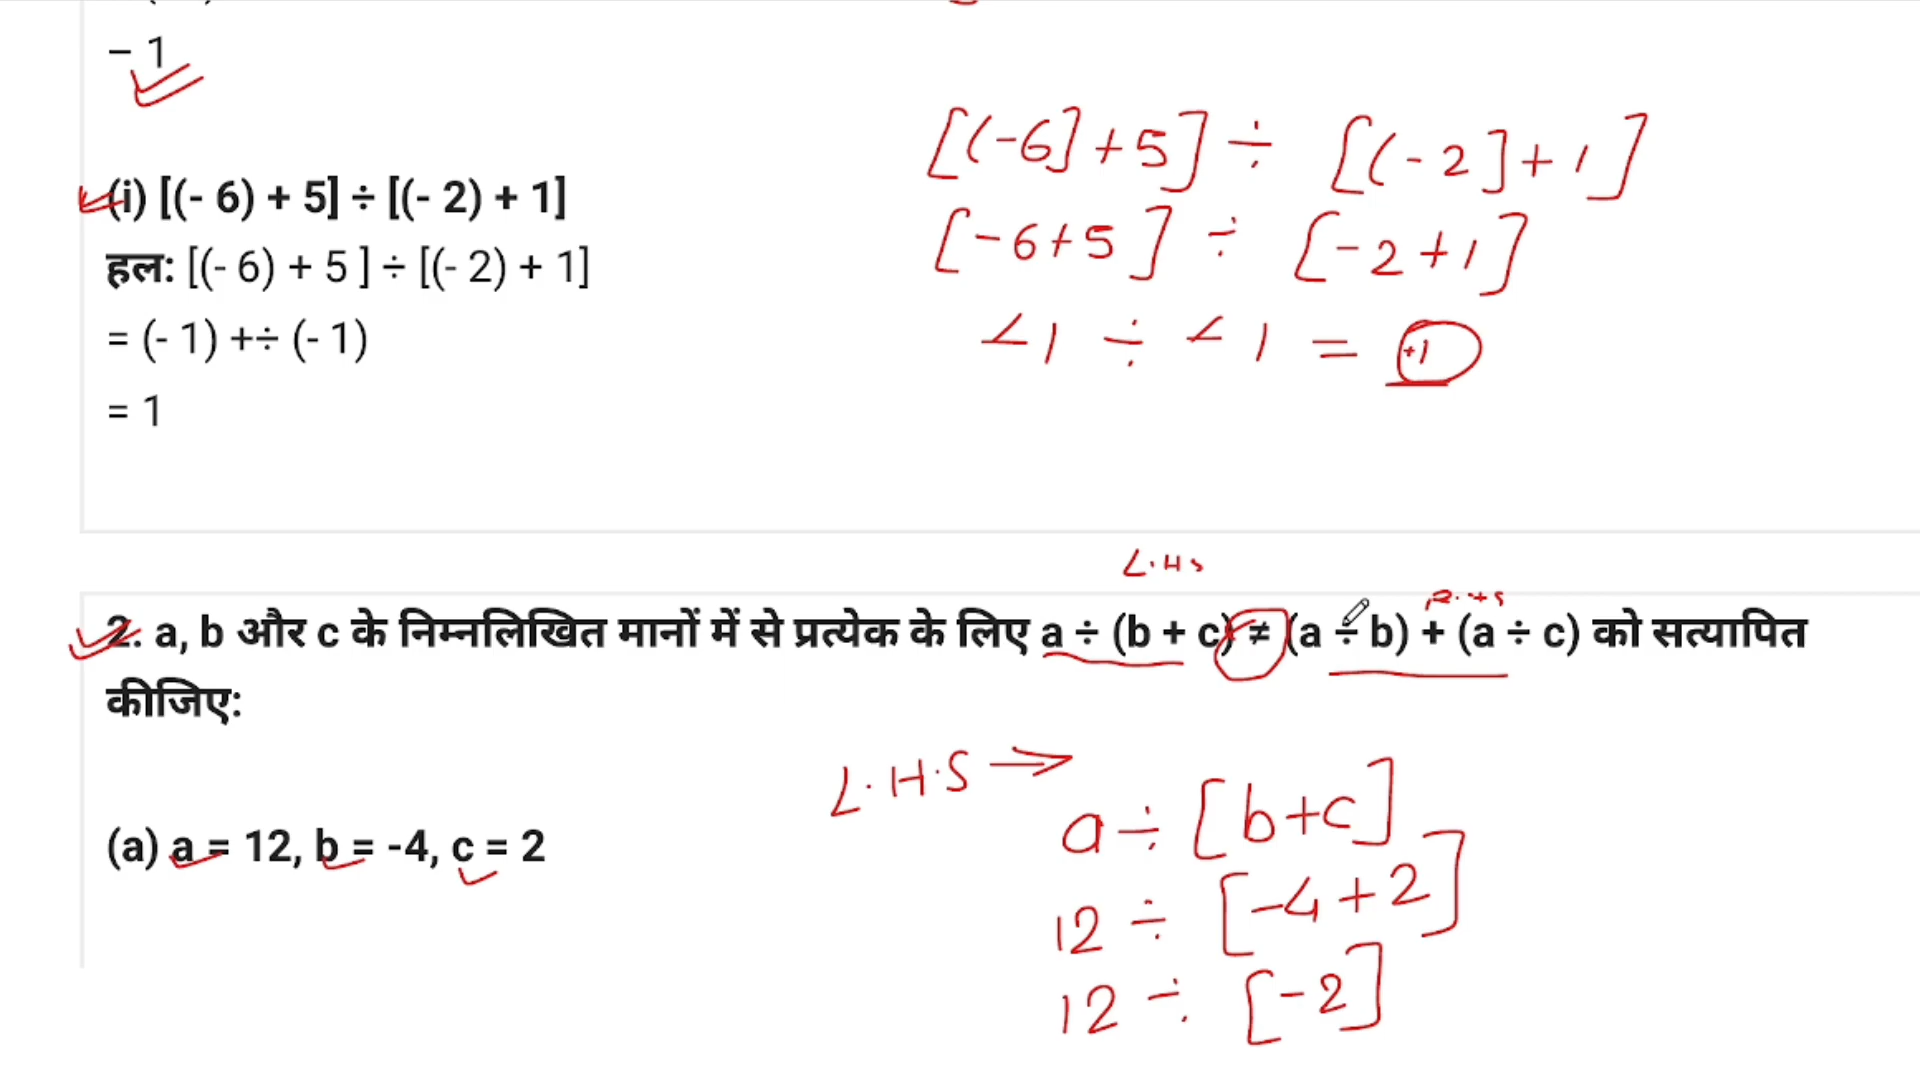 – 1
(i) [(- 6) + 5] ÷ [(- 2) + 1]
हल: [(- 6) + 5 ] ÷ [(- 2) + 1]
= (- 1) +÷ (- 1)
= 1
[(-6]+5] ÷ [(-2]+1]
[-6+5] ÷ [-2+1]
-1 ÷ -1 = +1
L.H.S
R.H.S
2. a, b और c के निम्नलिखित मानों में से प्रत्येक के लिए a ÷ (b + c) ≠ (a ÷ b) + (a ÷ c) को सत्यापित
कीजिए:
(a) a = 12, b = -4, c = 2
L.H.S →
a ÷ [b+c]
12 ÷ [-4+2]
12 ÷ [-2]